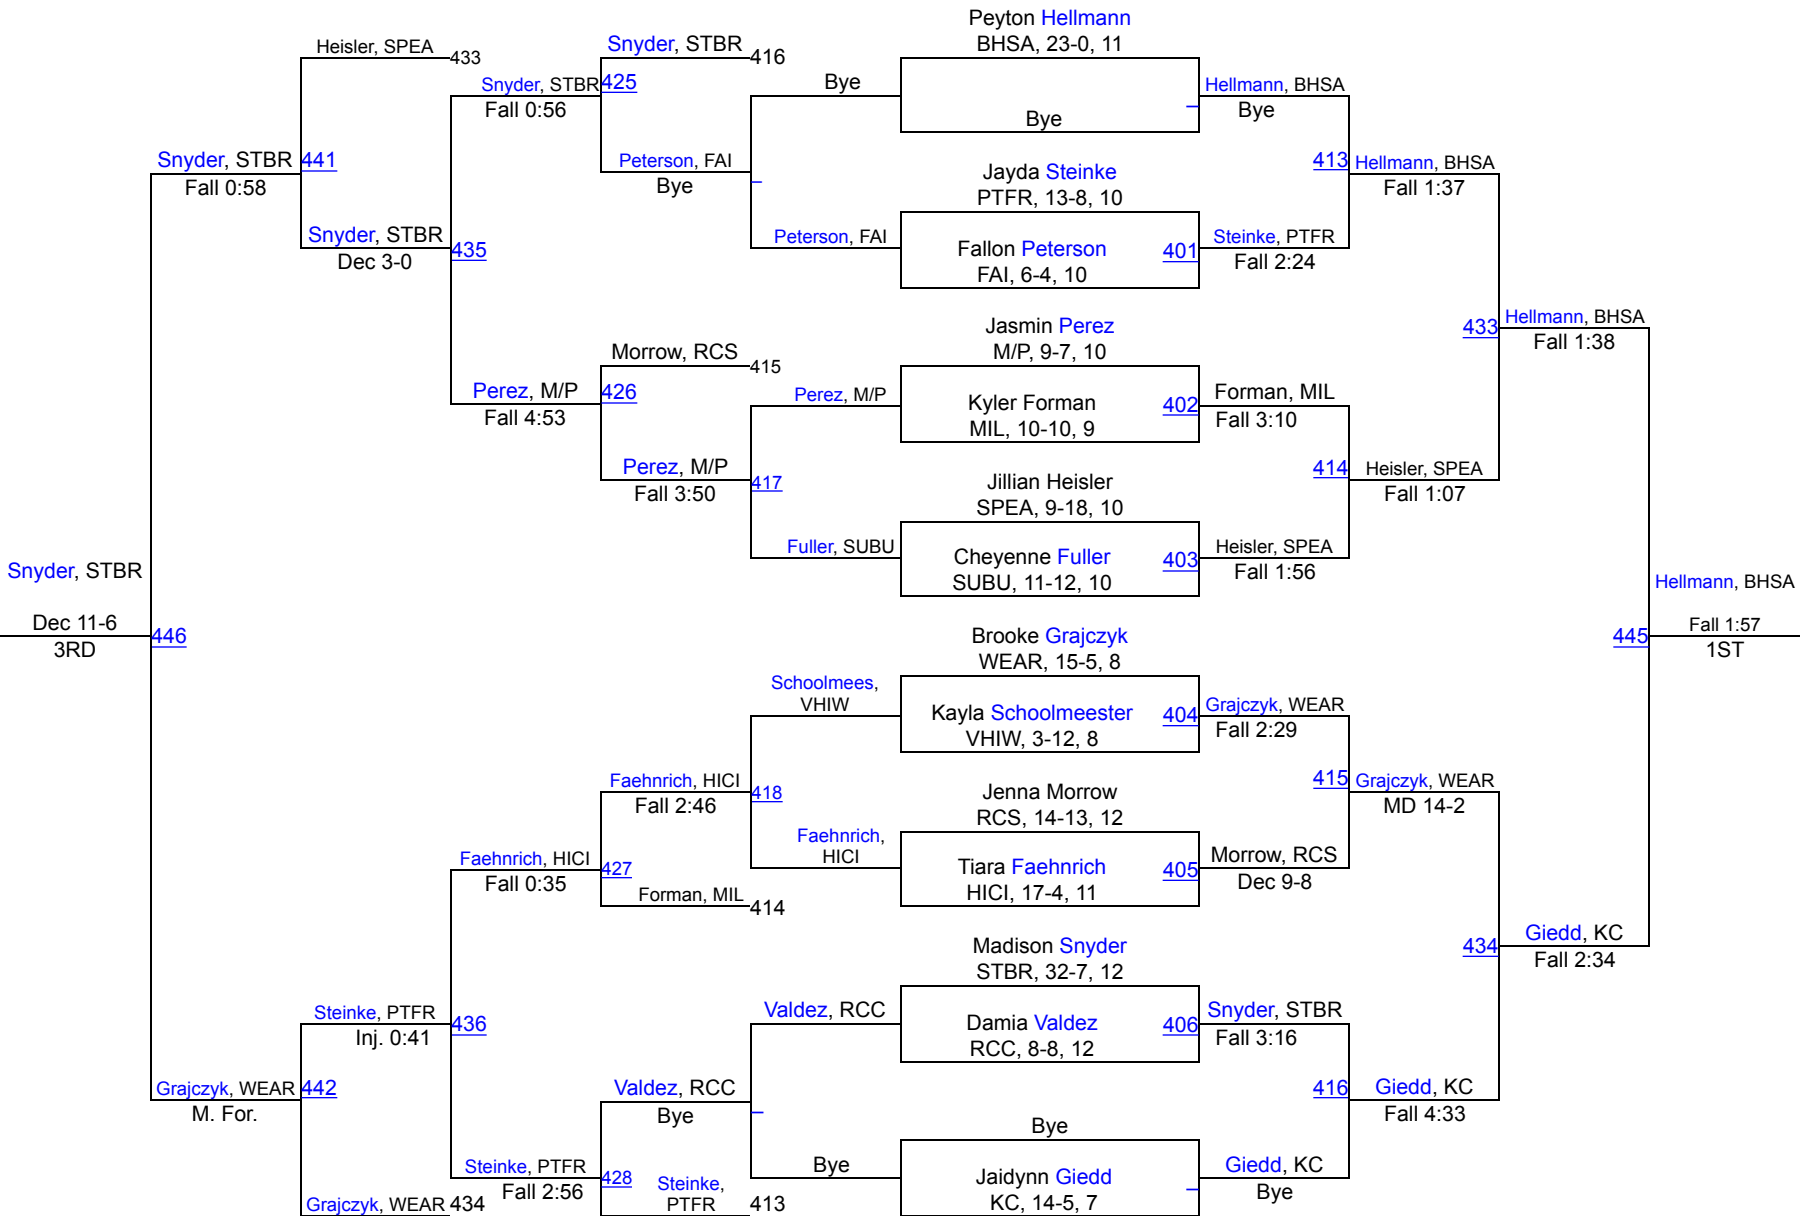 Peyton Hellmann
BHSA, 23-0, 11
Bye
Jayda Steinke
PTFR, 13-8, 10
Fallon Peterson
FAI, 6-4, 10
401
Jasmin Perez
M/P, 9-7, 10
Kyler Forman
MIL, 10-10, 9
402
Jillian Heisler
SPEA, 9-18, 10
Cheyenne Fuller
SUBU, 11-12, 10
403
Brooke Grajczyk
WEAR, 15-5, 8
Kayla Schoolmeester
VHIW, 3-12, 8
404
Jenna Morrow
RCS, 14-13, 12
Tiara Faehnrich
HICI, 17-4, 11
405
Madison Snyder
STBR, 32-7, 12
Damia Valdez
RCC, 8-8, 12
406
Bye
Jaidynn Giedd
KC, 14-5, 7
Hellmann, BHSA
Bye
413
Steinke, PTFR
Fall 2:24
Forman, MIL
Fall 3:10
414
Heisler, SPEA
Fall 1:56
Grajczyk, WEAR
Fall 2:29
415
Morrow, RCS
Dec 9-8
Snyder, STBR
Fall 3:16
416
Giedd, KC
Bye
Hellmann, BHSA
Fall 1:37
433
Heisler, SPEA
Fall 1:07
Grajczyk, WEAR
MD 14-2
434
Giedd, KC
Fall 4:33
Hellmann, BHSA
Fall 1:38
445
Giedd, KC
Fall 2:34
Hellmann, BHSA
Fall 1:57
1ST
Bye
Peterson, FAI
Perez, M/P
417
Fuller, SUBU
Schoolmees,
VHIW
418
Faehnrich,
HICI
Valdez, RCC
Bye
Snyder, STBR
416
425
Peterson, FAI
Bye
Morrow, RCS
415
426
Perez, M/P
Fall 3:50
Faehnrich, HICI
Fall 2:46
427
Forman, MIL
414
Valdez, RCC
Bye
428
Steinke,
PTFR
413
Snyder, STBR
Fall 0:56
435
Perez, M/P
Fall 4:53
Faehnrich, HICI
Fall 0:35
436
Steinke, PTFR
Fall 2:56
Heisler, SPEA
433
441
Snyder, STBR
Dec 3-0
Steinke, PTFR
Inj. 0:41
442
Grajczyk, WEAR
434
Snyder, STBR
Fall 0:58
446
Grajczyk, WEAR
M. For.
Snyder, STBR
Dec 11-6
3RD